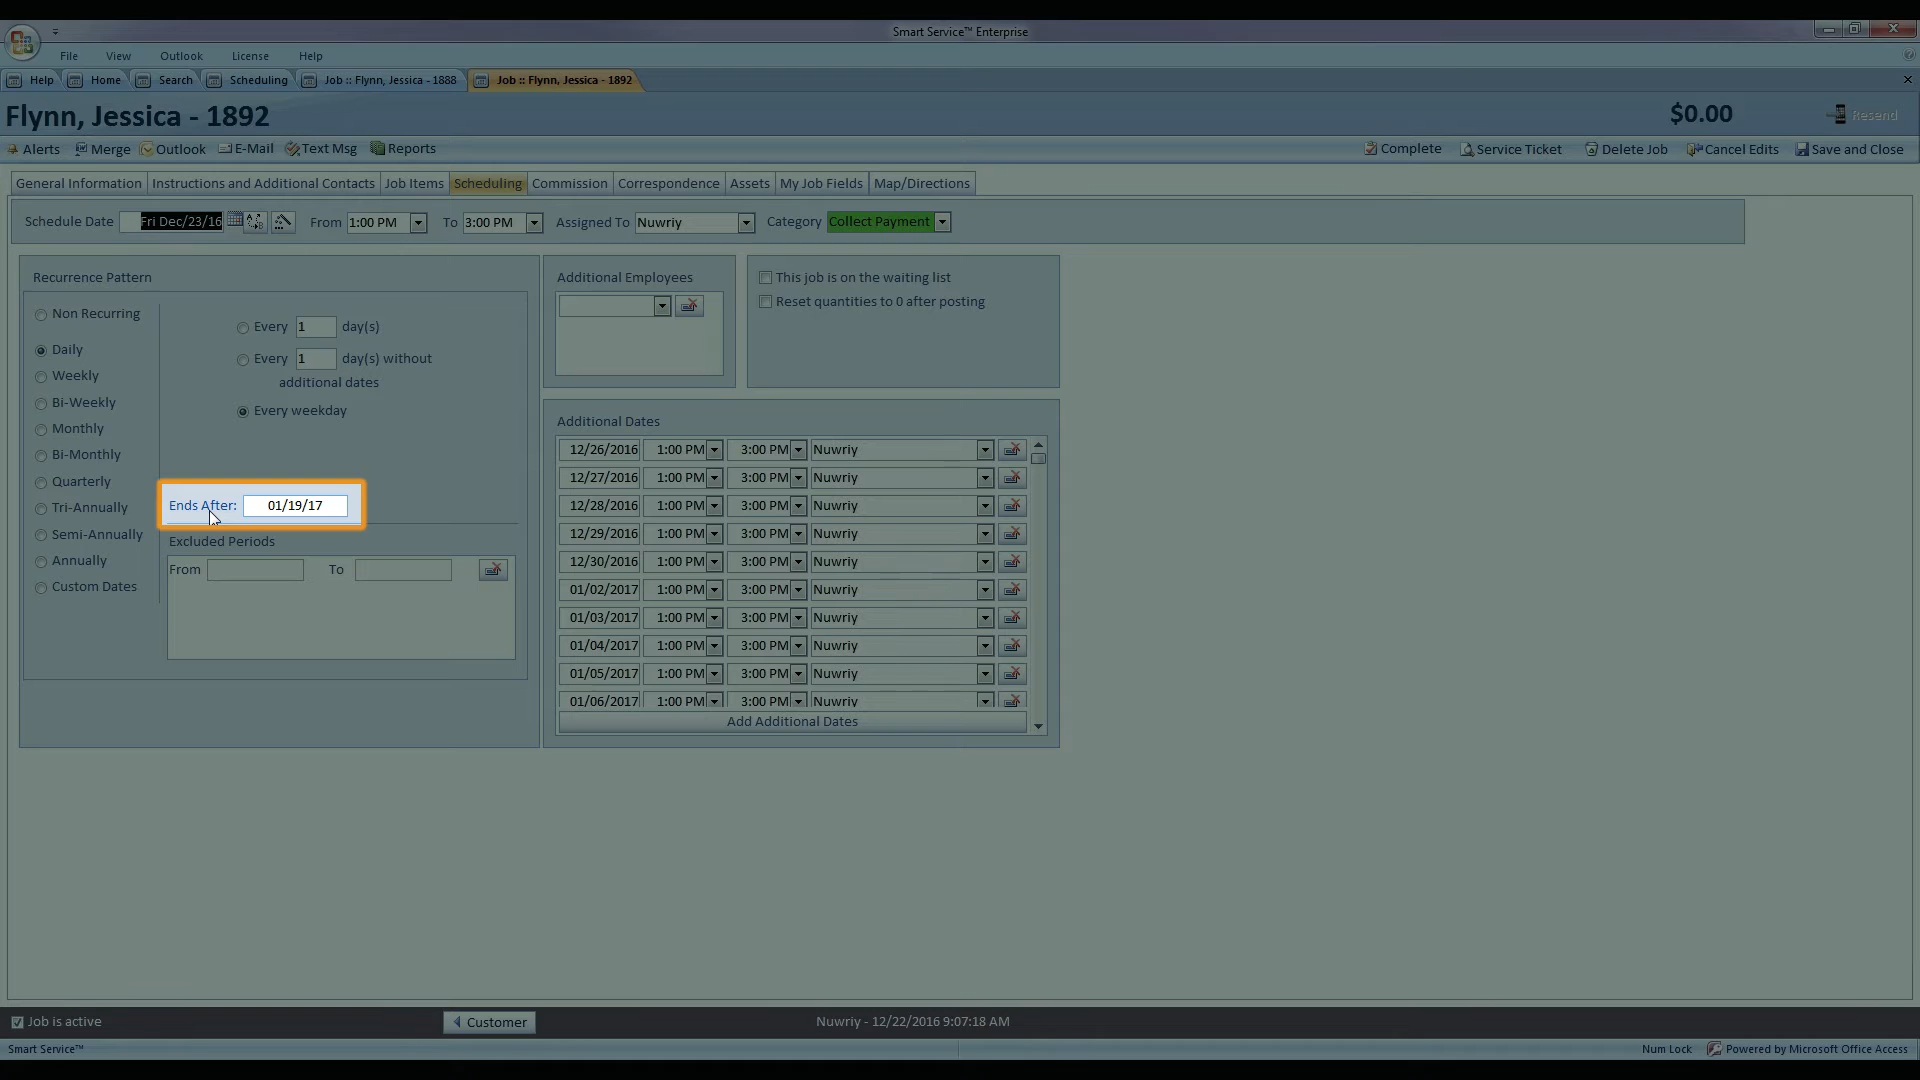 Smart Service™ Enterprise
File View Outlook License Help
Help Home Search Scheduling Job :: Flynn, Jessica - 1888 Job :: Flynn, Jessica - 1892
Flynn, Jessica - 1892 $0.00 Resend
Alerts Merge Outlook E-Mail Text Msg Reports Complete Service Ticket Delete Job Cancel Edits Save and Close
General Information Instructions and Additional Contacts Job Items Scheduling Commission Correspondence Assets My Job Fields Map/Directions
Schedule Date Fri Dec/23/16 From 1:00 PM To 3:00 PM Assigned To Nuwriy Category Collect Payment
Recurrence Pattern
Non Recurring
Daily
Weekly
Bi-Weekly
Monthly
Bi-Monthly
Quarterly
Tri-Annually
Semi-Annually
Annually
Custom Dates
Every 1 day(s)
Every 1 day(s) without
additional dates
Every weekday
Ends After: 01/19/17
Excluded Periods
From To
Additional Employees
This job is on the waiting list
Reset quantities to 0 after posting
Additional Dates
12/26/2016 1:00 PM 3:00 PM Nuwriy
12/27/2016 1:00 PM 3:00 PM Nuwriy
12/28/2016 1:00 PM 3:00 PM Nuwriy
12/29/2016 1:00 PM 3:00 PM Nuwriy
12/30/2016 1:00 PM 3:00 PM Nuwriy
01/02/2017 1:00 PM 3:00 PM Nuwriy
01/03/2017 1:00 PM 3:00 PM Nuwriy
01/04/2017 1:00 PM 3:00 PM Nuwriy
01/05/2017 1:00 PM 3:00 PM Nuwriy
01/06/2017 1:00 PM 3:00 PM Nuwriy
Add Additional Dates
Job is active Customer Nuwriy - 12/22/2016 9:07:18 AM
Smart Service™ Num Lock Powered by Microsoft Office Access